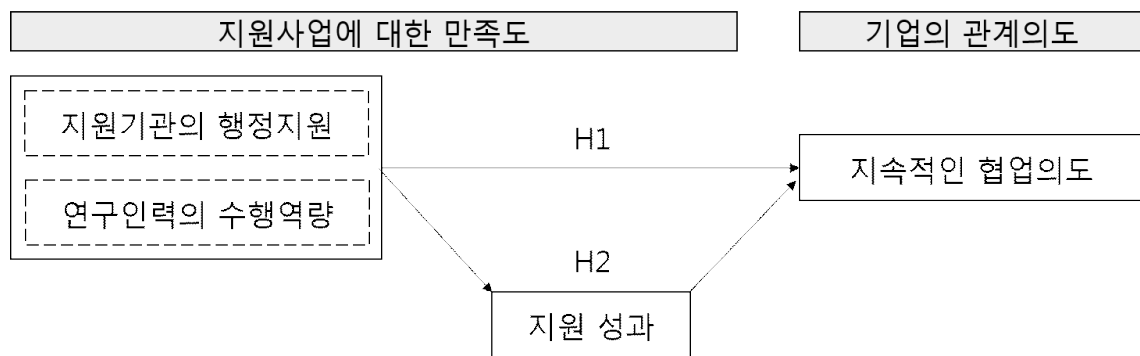 지원사업에 대한 만족도
기업의 관계의도
지원기관의 행정지원
연구인력의 수행역량
H1
지속적인 협업의도
H2
지원 성과